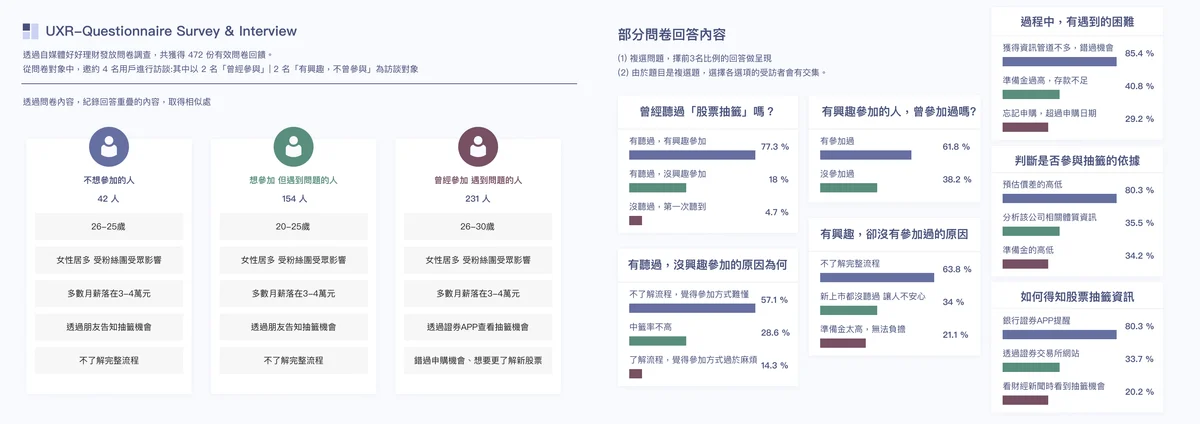 UXR-Questionnaire Survey & Interview
透過自媒體好好理財發放問卷調查，共獲得 472 份有效問卷回饋。
從問卷對象中，邀約 4 名用戶進行訪談:其中以 2 名「曾經參與」| 2 名「有興趣，不曾參與」為訪談對象
透過問卷內容，紀錄回答重疊的內容，取得相似處
不想參加的人
42 人
26-25歲
女性居多 受粉絲團受眾影響
多數月薪落在3-4萬元
透過朋友告知抽籤機會
不了解完整流程
想參加 但遇到問題的人
154 人
20-25歲
女性居多 受粉絲團受眾影響
多數月薪落在3-4萬元
透過朋友告知抽籤機會
不了解完整流程
曾經參加 遇到問題的人
231 人
26-30歲
女性居多 受粉絲團受眾影響
多數月薪落在3-4萬元
透過證券APP查看抽籤機會
錯過申購機會、想要更了解新股票
部分問卷回答內容
(1) 複選問題，擇前3名比例的回答做呈現
(2) 由於題目是複選題，選擇各選項的受訪者會有交集。
曾經聽過「股票抽籤」嗎？
有聽過，有興趣參加
77.3 %
有聽過，沒興趣參加
18 %
沒聽過，第一次聽到
4.7 %
有聽過，沒興趣參加的原因為何
不了解流程，覺得參加方式難懂
57.1 %
中籤率不高
28.6 %
了解流程，覺得參加方式過於麻煩
14.3 %
有興趣參加的人，曾參加過嗎?
有參加過
61.8 %
沒參加過
38.2 %
有興趣，卻沒有參加過的原因
不了解完整流程
63.8 %
新上市都沒聽過 讓人不安心
34 %
準備金太高，無法負擔
21.1 %
過程中，有遇到的困難
獲得資訊管道不多，錯過機會
85.4 %
準備金過高，存款不足
40.8 %
忘記申購，超過申購日期
29.2 %
判斷是否參與抽籤的依據
預估價差的高低
80.3 %
分析該公司相關體質資訊
35.5 %
準備金的高低
34.2 %
如何得知股票抽籤資訊
銀行證券APP提醒
80.3 %
透過證券交易所網站
33.7 %
看財經新聞時看到抽籤機會
20.2 %